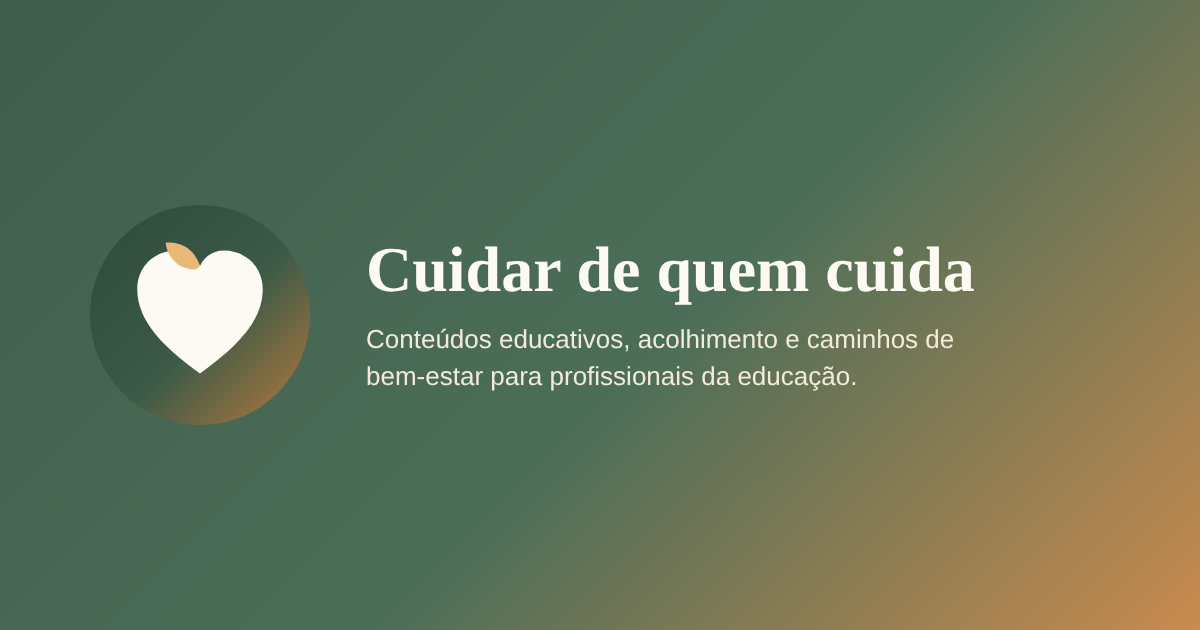 Cuidar de quem cuida
Conteúdos educativos, acolhimento e caminhos de
bem-estar para profissionais da educação.